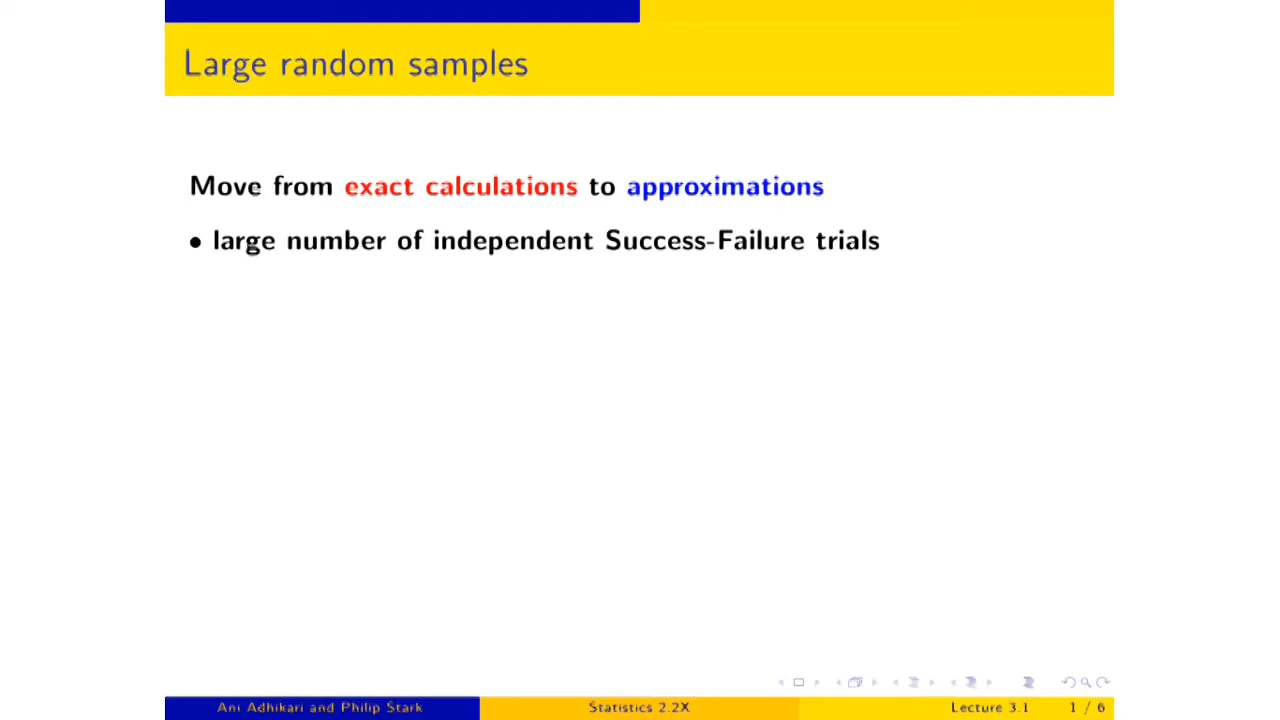 Large random samples
Move from exact calculations to approximations
• large number of independent Success-Failure trials
Ani Adhikari and Philip Stark Statistics 2.2X Lecture 3.1 1 / 6